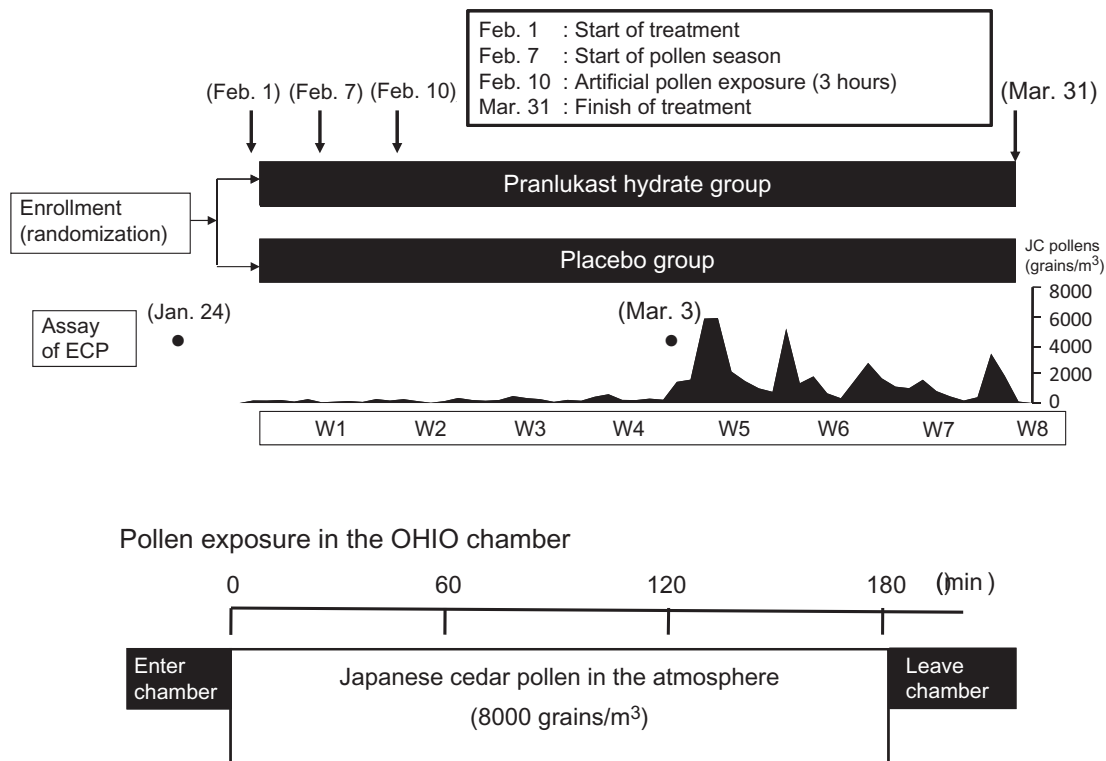 Feb. 1 : Start of treatment
Feb. 7 : Start of pollen season
Feb. 10 : Artificial pollen exposure (3 hours)
Mar. 31 : Finish of treatment
(Feb. 1) (Feb. 7) (Feb. 10) (Mar. 31)
Pranlukast hydrate group
Enrollment
(randomization)
Placebo group
JC pollens
(grains/m³)
Assay
of ECP
(Jan. 24) (Mar. 3)
8000
6000
4000
2000
0
W1 W2 W3 W4 W5 W6 W7 W8
Pollen exposure in the OHIO chamber
0 60 120 180 (min)
Enter
chamber
Japanese cedar pollen in the atmosphere
(8000 grains/m³)
Leave
chamber